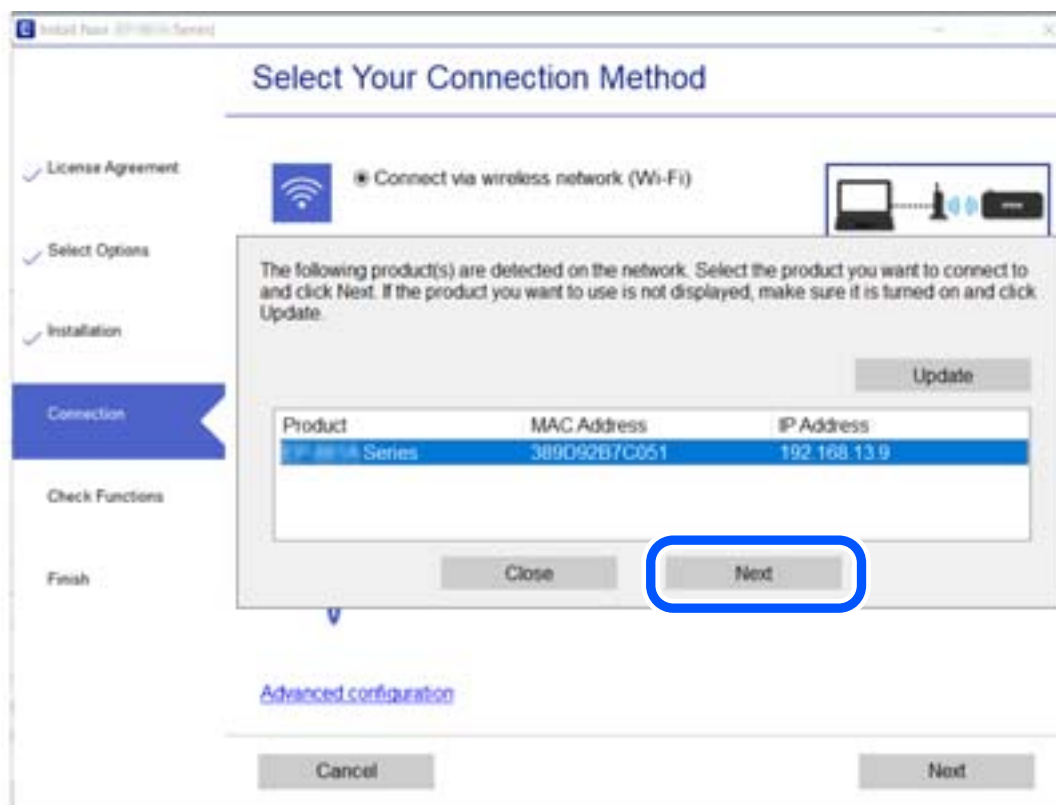 Series
Select Your Connection Method
License Agreement
Connect via wireless network (Wi-Fi)
Select Options
The following product(s) are detected on the network. Select the product you want to connect to
and click Next. If the product you want to use is not displayed, make sure it is turned on and click
Update.
Installation
Update
Connection
Product MAC Address IP Address
Series 389D92B7C051 192.168.13.9
Check Functions
Close Next
Finish
Advanced configuration
Cancel Next